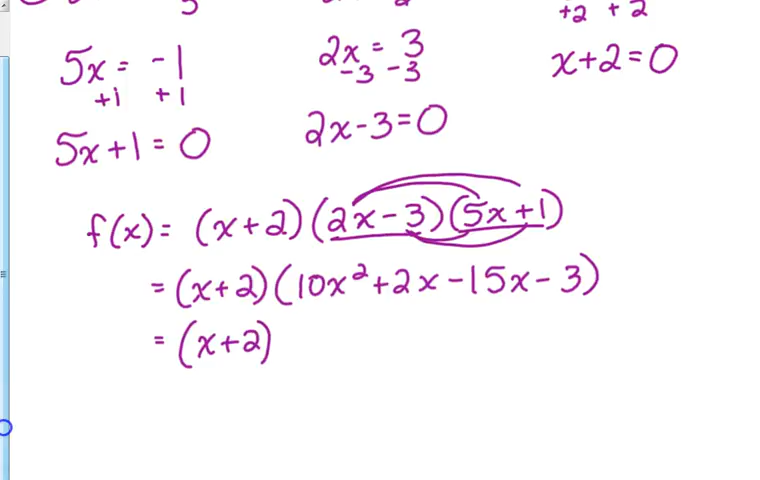 +2 + 2
5x = -1 2x = 3 x+2=0
+1 +1 -3 -3
5x+1=0 2x-3=0
f(x)= (x+2)(2x-3)(5x+1)
=(x+2)(10x²+2x-15x-3)
=(x+2)